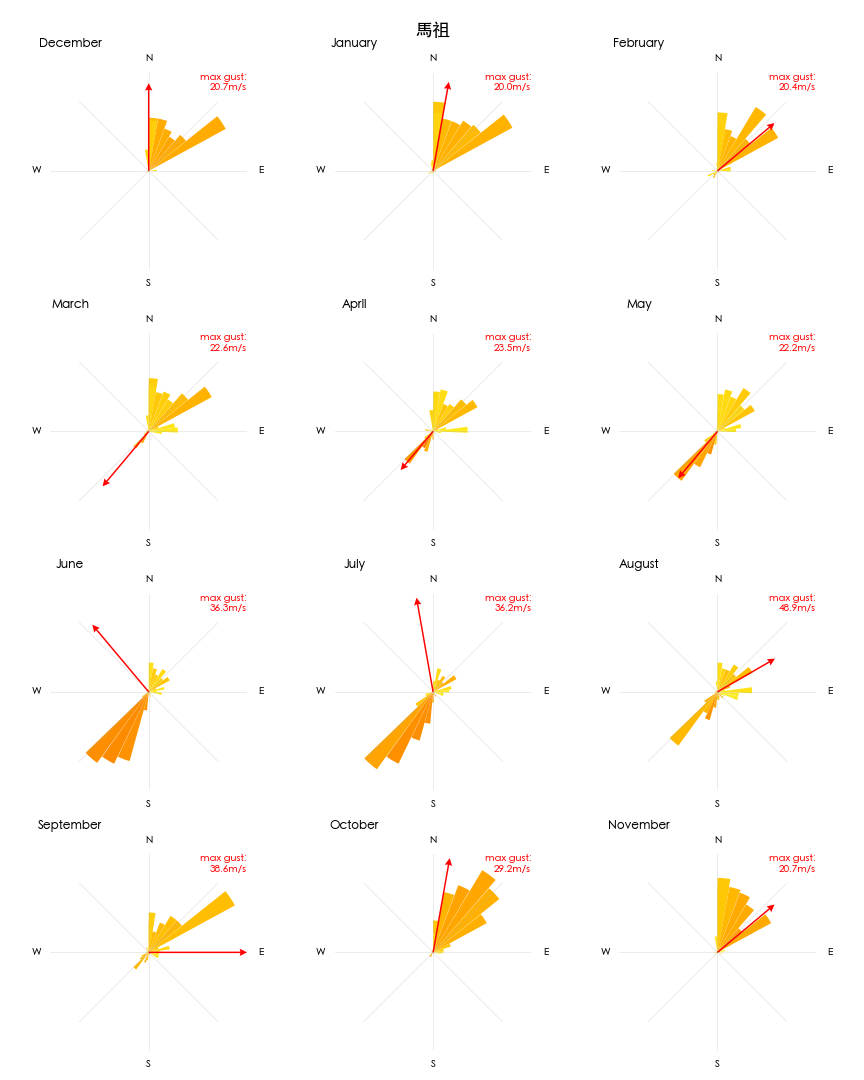 馬祖
December
N
max gust:
20.7m/s
W
E
S
January
N
max gust:
20.0m/s
W
E
S
February
N
max gust:
20.4m/s
W
E
S
March
N
max gust:
22.6m/s
W
E
S
April
N
max gust:
23.5m/s
W
E
S
May
N
max gust:
22.2m/s
W
E
S
June
N
max gust:
36.3m/s
W
E
S
July
N
max gust:
36.2m/s
W
E
S
August
N
max gust:
48.9m/s
W
E
S
September
N
max gust:
38.6m/s
W
E
S
October
N
max gust:
29.2m/s
W
E
S
November
N
max gust:
20.7m/s
W
E
S